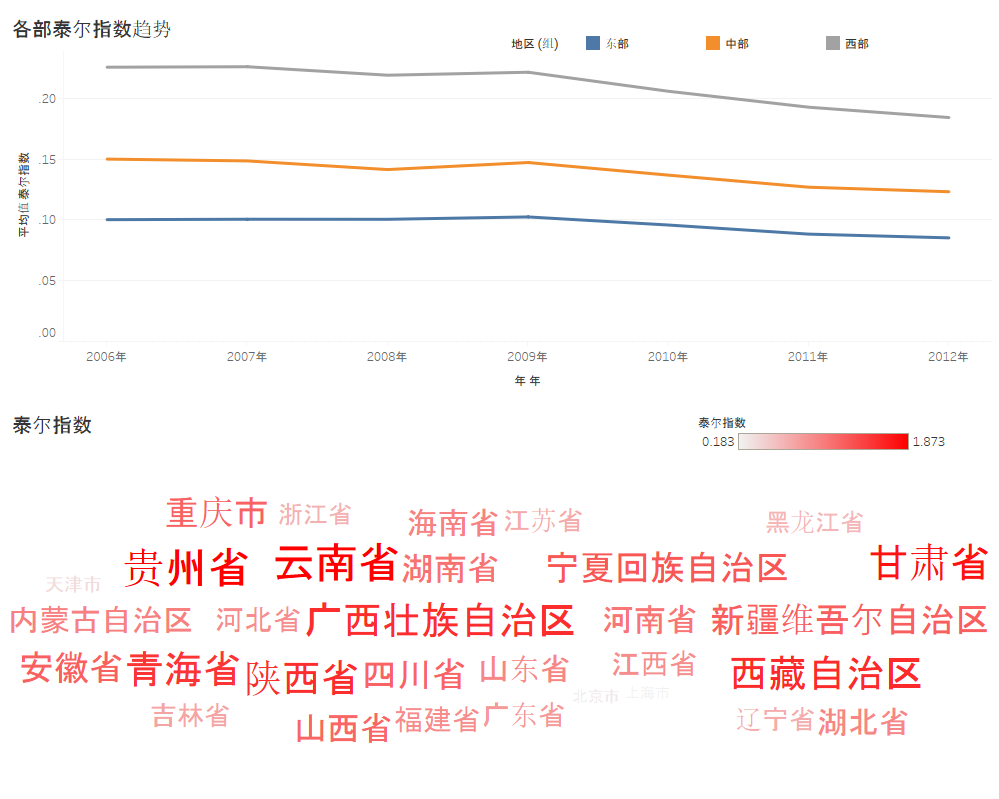 各部泰尔指数趋势
地区 (组) 东部 中部 西部
平均值 泰尔指数
.20
.15
.10
.05
.00
2006年 2007年 2008年 2009年 2010年 2011年 2012年
年 年
泰尔指数
泰尔指数
0.183 1.873
重庆市 浙江省 海南省 江苏省 黑龙江省
贵州省 云南省 湖南省 宁夏回族自治区 甘肃省
天津市
内蒙古自治区 河北省 广西壮族自治区 河南省 新疆维吾尔自治区
安徽省 青海省 陕西省 四川省 山东省 江西省 西藏自治区
北京市 上海市
吉林省 山西省 福建省 广东省 辽宁省 湖北省